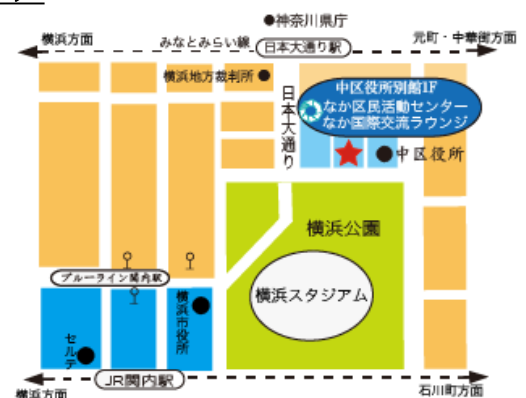 ●神奈川県庁
横浜方面
みなとみらい線
日本大通り駅
元町・中華街方面
横浜地方裁判所●
日本大通り
中区役所別館1F
なか区民活動センター
なか国際交流ラウンジ
●中区役所
横浜公園
横浜スタジアム
ブルーライン関内駅
横浜市役所
セルテ
JR関内駅
横浜方面
石川町方面